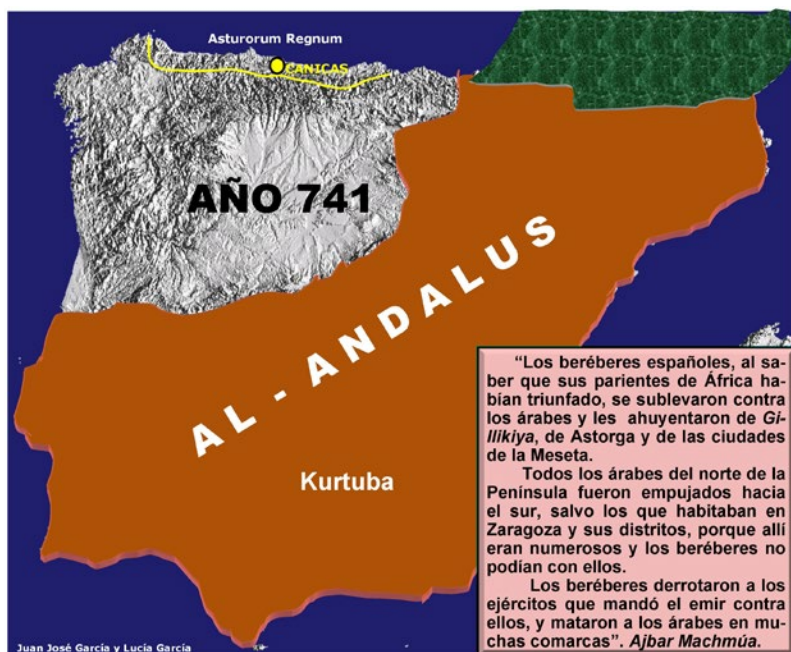 Asturorum Regnum
CANICAS
AÑO 741
AL - ANDALUS
Kurtuba
“Los beréberes españoles, al sa-
ber que sus parientes de África ha-
bían triunfado, se sublevaron contra
los árabes y les ahuyentaron de Gi-
llikiya, de Astorga y de las ciudades
de la Meseta.
Todos los árabes del norte de la
Península fueron empujados hacia
el sur, salvo los que habitaban en
Zaragoza y sus distritos, porque allí
eran numerosos y los beréberes no
podían con ellos.
Los beréberes derrotaron a los
ejércitos que mandó el emir contra
ellos, y mataron a los árabes en mu-
chas comarcas”. Ajbar Machmúa.
Juan José García y Lucía García